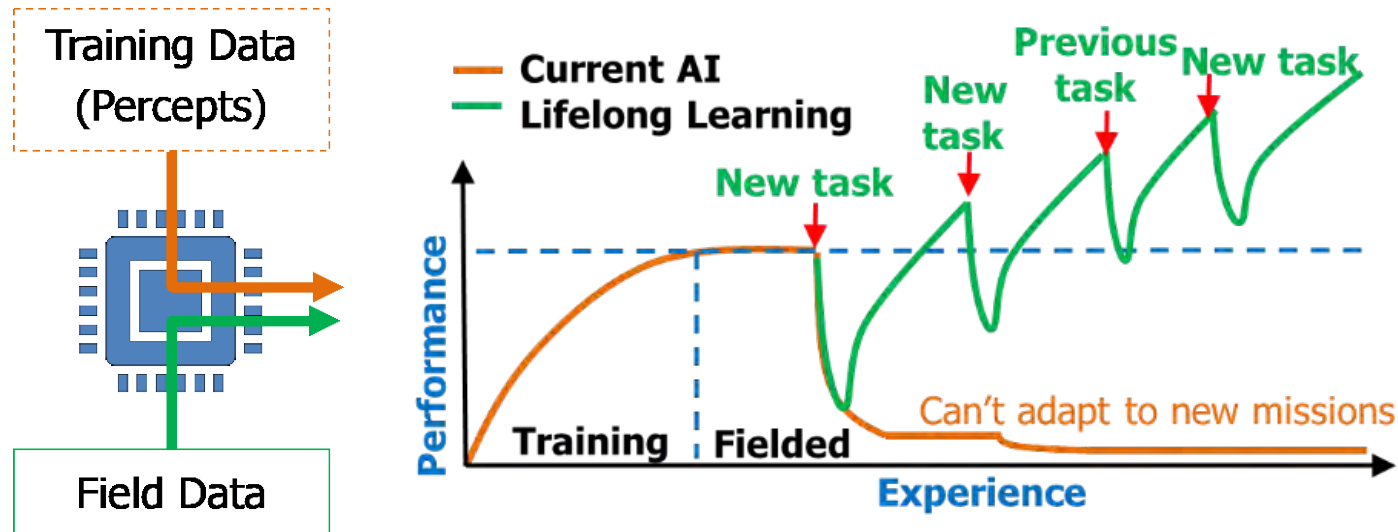 Training Data
(Percepts)
Field Data
Current AI
Lifelong Learning
New task
New
task
Previous
task
New task
Performance
Training
Fielded
Can't adapt to new missions
Experience